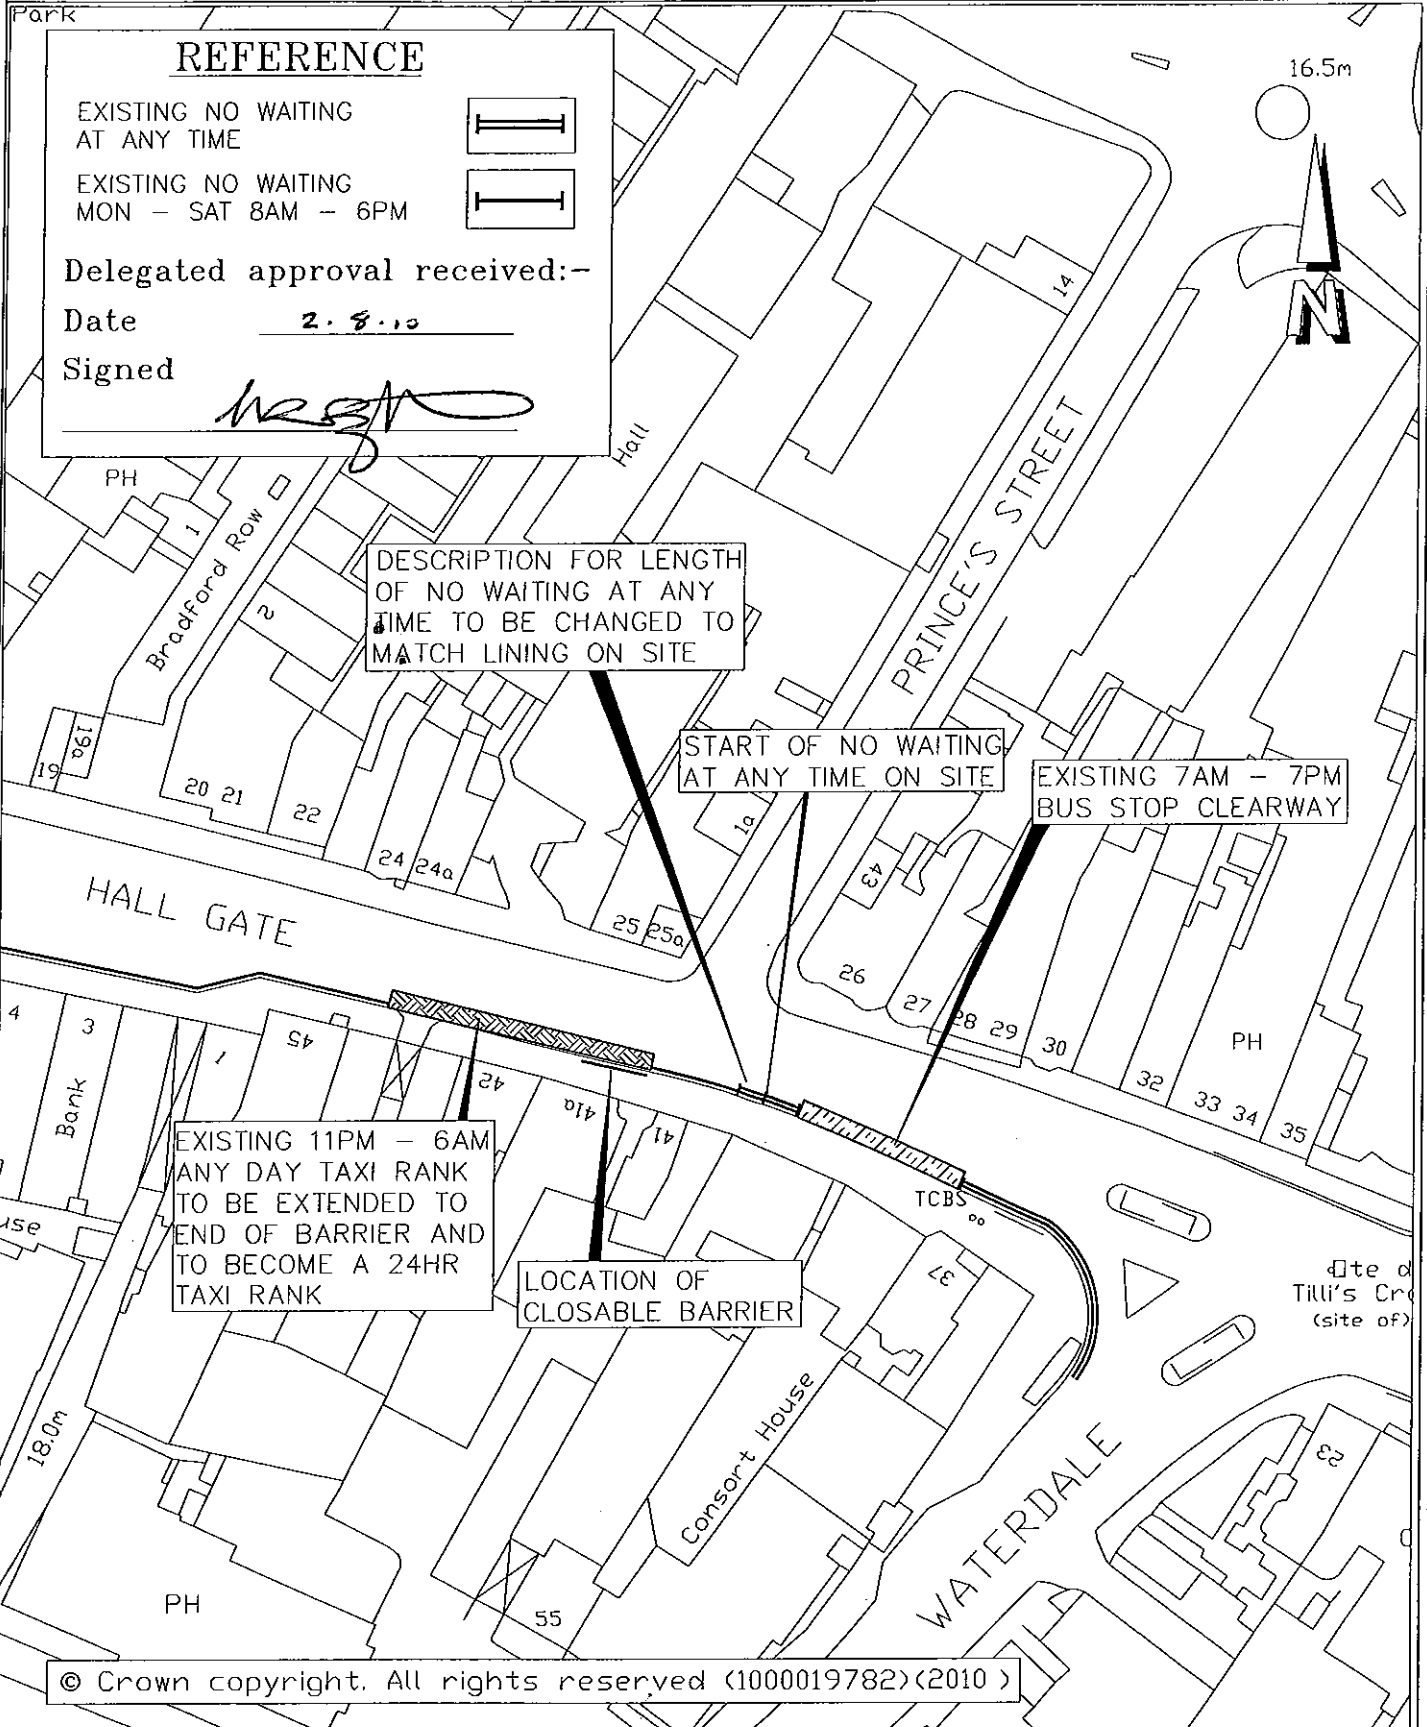 Park
REFERENCE
EXISTING NO WAITING
AT ANY TIME
EXISTING NO WAITING
MON - SAT 8AM - 6PM
Delegated approval received:-
Date 2.8.10
Signed
16.5m
N
14
Hall
PH
1
Bradford Row
2
PRINCE'S STREET
DESCRIPTION FOR LENGTH
OF NO WAITING AT ANY
TIME TO BE CHANGED TO
MATCH LINING ON SITE
START OF NO WAITING
AT ANY TIME ON SITE
EXISTING 7AM - 7PM
BUS STOP CLEARWAY
19
19a
20 21
22
24
24a
1a
43
25
25a
HALL GATE
26
27
28 29
30
32
33 34
35
PH
4
3
Bank
1
45
42
41a
41
EXISTING 11PM - 6AM
ANY DAY TAXI RANK
TO BE EXTENDED TO
END OF BARRIER AND
TO BECOME A 24HR
TAXI RANK
LOCATION OF
CLOSABLE BARRIER
TCBS
37
use
Tilli's Cro
(site of)
18.0m
Consort House
WATERDALE
23
PH
55
© Crown copyright. All rights reserved (1000019782)(2010 )